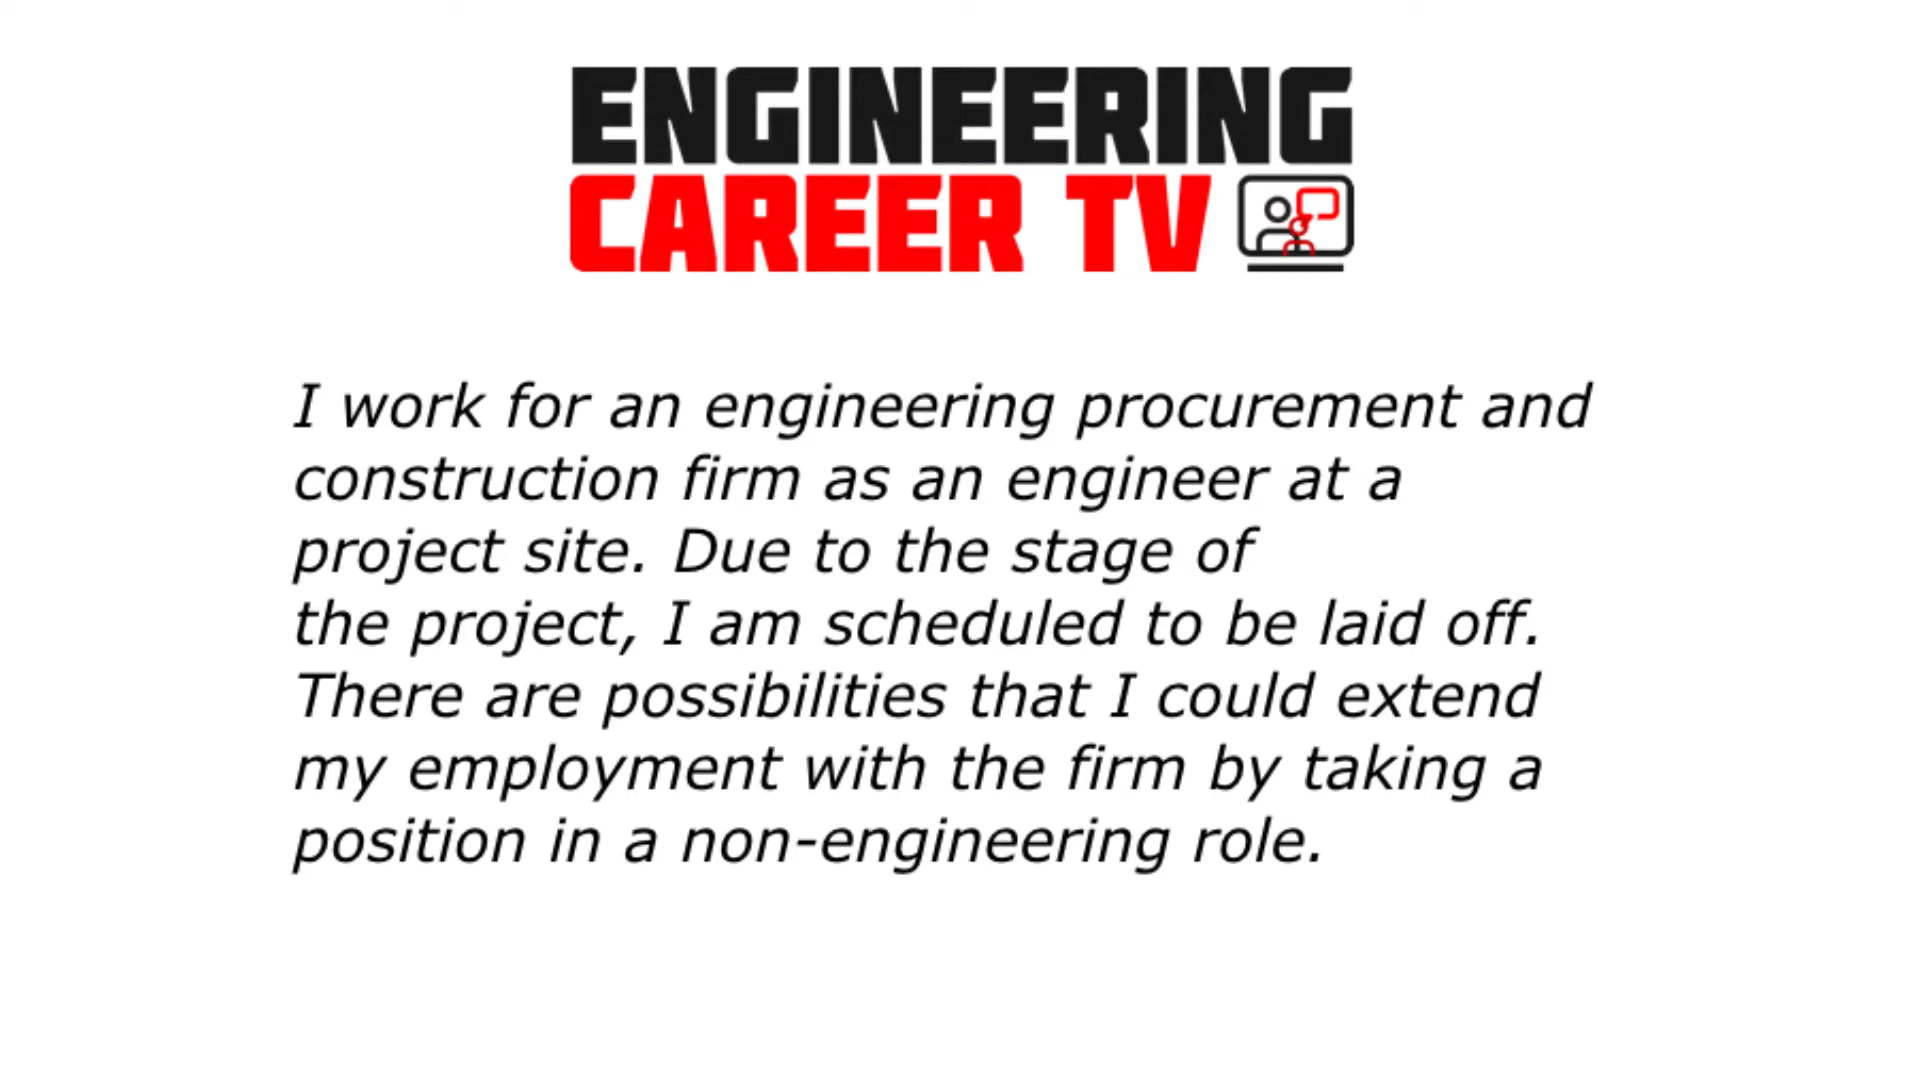 ENGINEERING
CAREER TV
I work for an engineering procurement and
construction firm as an engineer at a
project site. Due to the stage of
the project, I am scheduled to be laid off.
There are possibilities that I could extend
my employment with the firm by taking a
position in a non-engineering role.